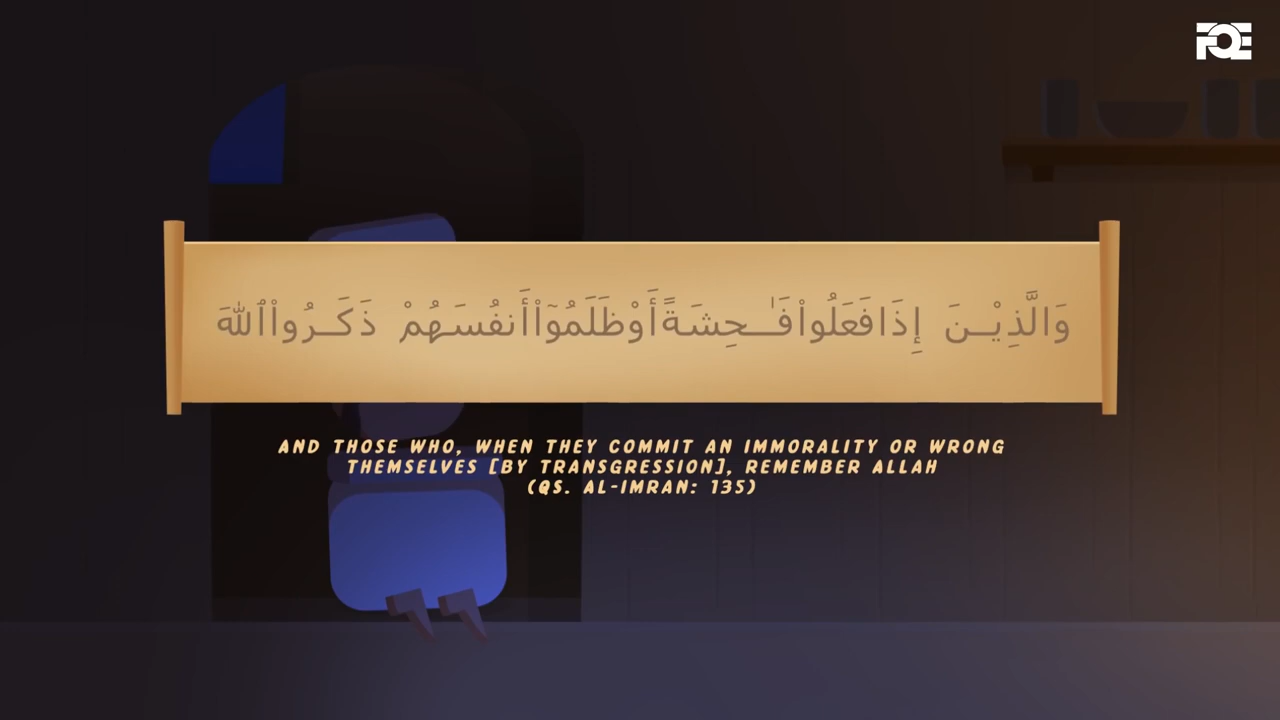 FQE
وَالَّذِيْنَ إِذَا فَعَلُواْ فَـٰحِشَةً أَوْ ظَلَمُوٓاْ أَنفُسَهُمْ ذَكَرُواْ ٱللَّهَ
AND THOSE WHO, WHEN THEY COMMIT AN IMMORALITY OR WRONG
THEMSELVES [BY TRANSGRESSION], REMEMBER ALLAH
(QS. AL-IMRAN: 135)